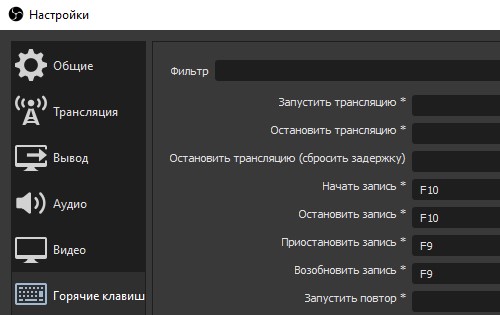 Настройки
Общие
Трансляция
Вывод
Аудио
Видео
Горячие клавиш
Фильтр
Запустить трансляцию *
Остановить трансляцию *
Остановить трансляцию (сбросить задержку)
Начать запись * F10
Остановить запись * F10
Приостановить запись * F9
Возобновить запись * F9
Запустить повтор *